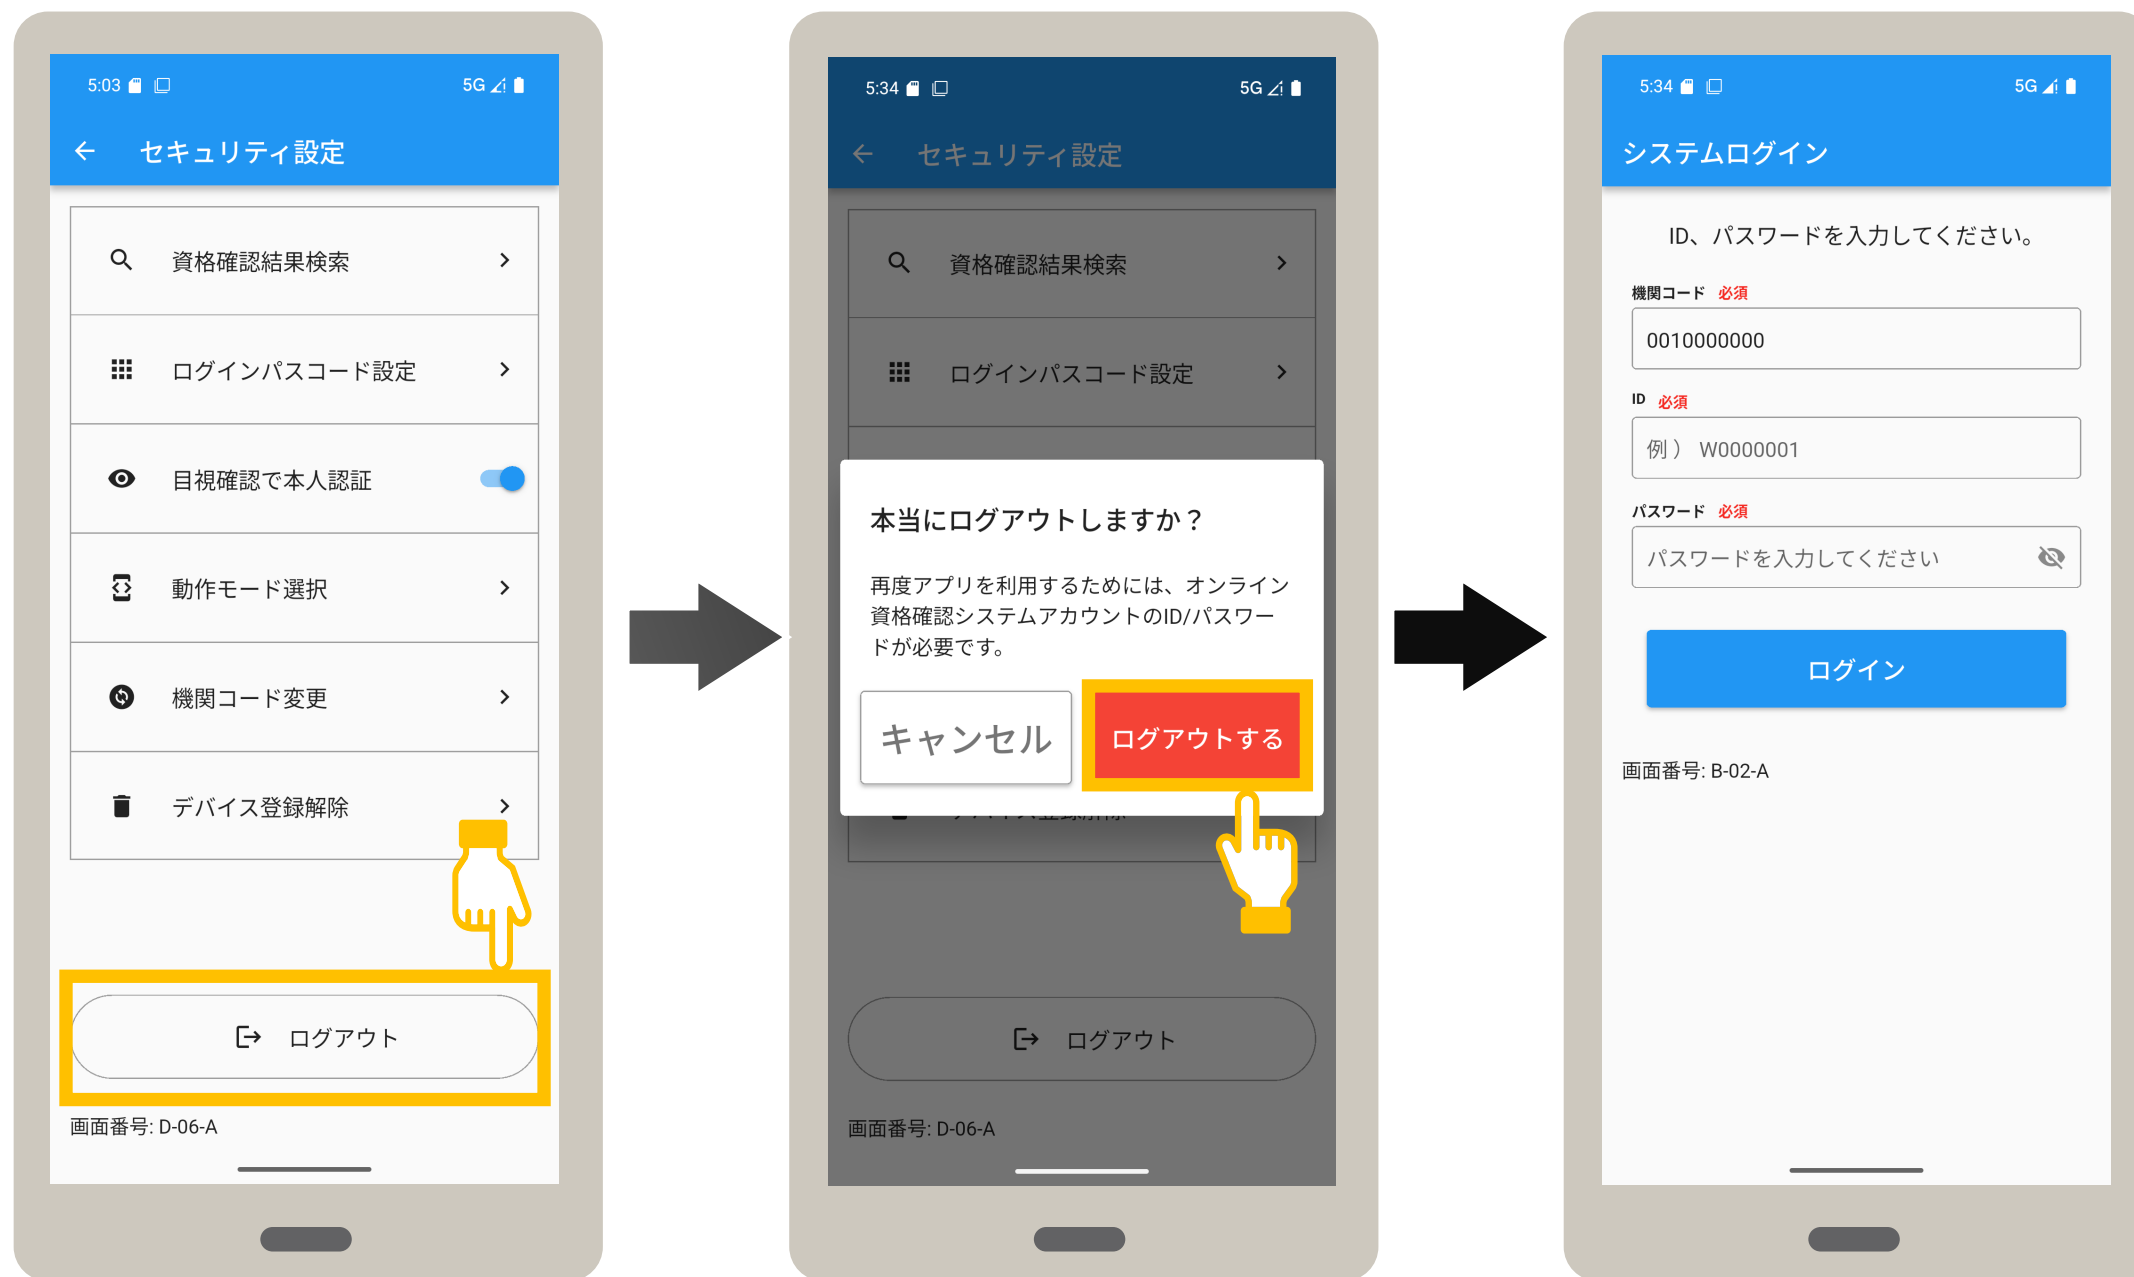 5:03
5G
セキュリティ設定
資格確認結果検索
ログインパスコード設定
目視確認で本人認証
動作モード選択
機関コード変更
デバイス登録解除
ログアウト
画面番号: D-06-A
5:34
5G
セキュリティ設定
資格確認結果検索
ログインパスコード設定
本当にログアウトしますか？
再度アプリを利用するためには、オンライン
資格確認システムアカウントのID/パスワー
ドが必要です。
キャンセル
ログアウトする
ログアウト
画面番号: D-06-A
5:34
5G
システムログイン
ID、パスワードを入力してください。
機関コード 必須
0010000000
ID 必須
例） W0000001
パスワード 必須
パスワードを入力してください
ログイン
画面番号: B-02-A